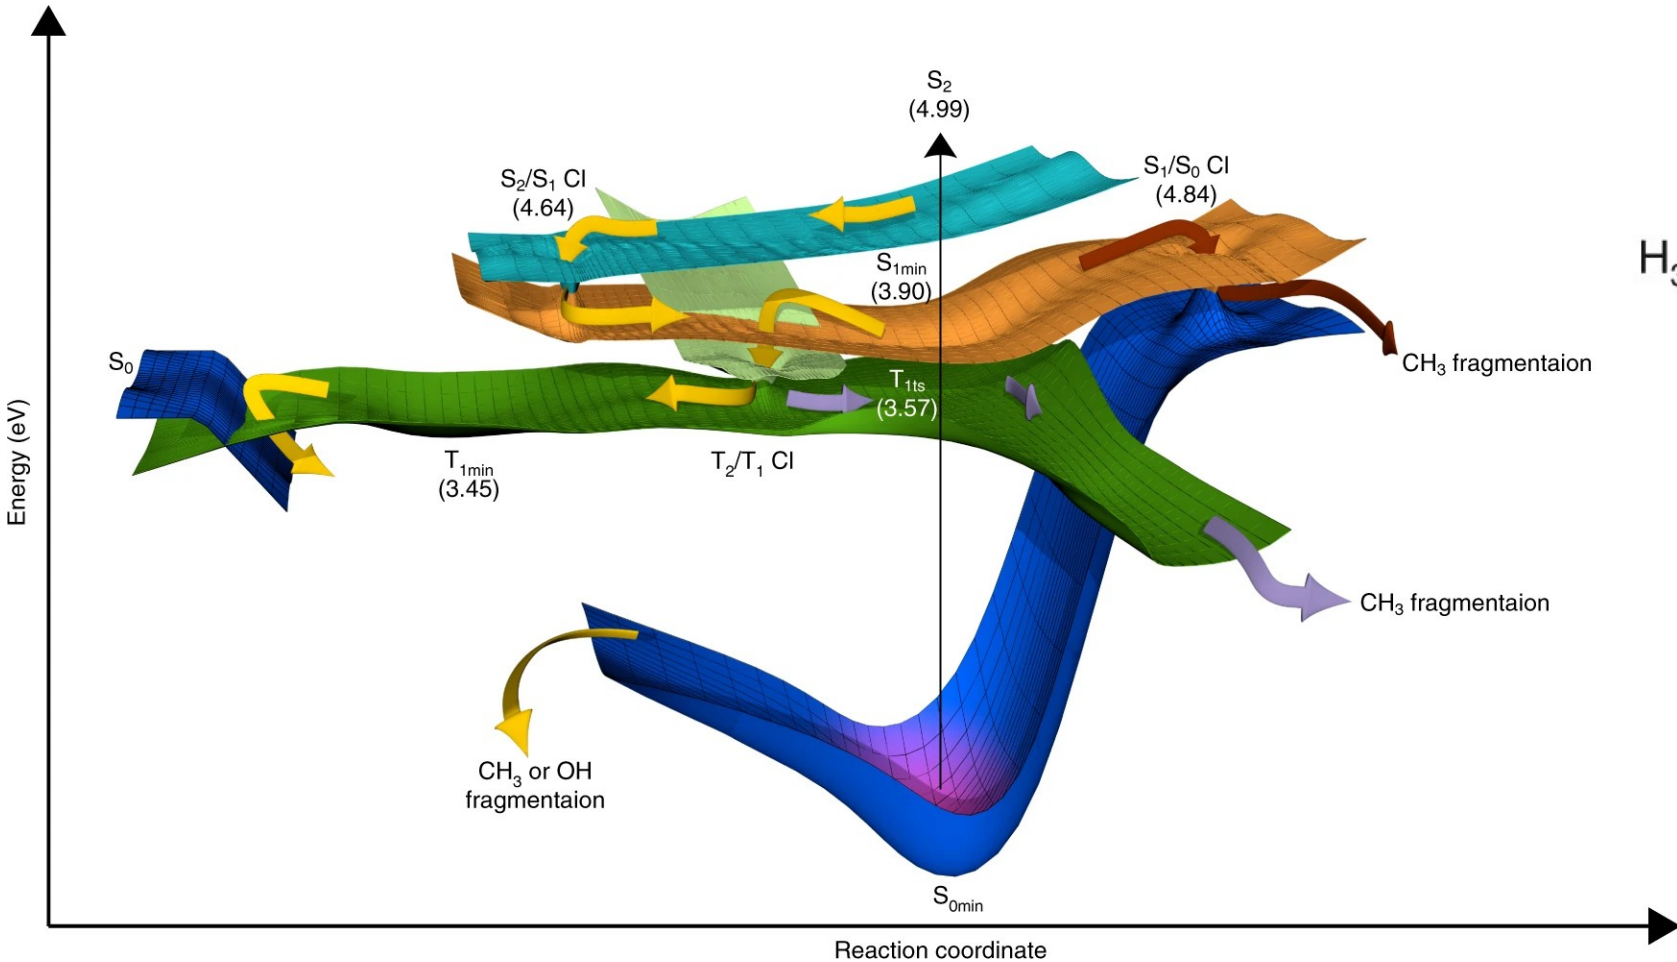 S₂
(4.99)
S₂/S₁ CI
(4.64)
S₁/S₀ CI
(4.84)
S₁min
(3.90)
H₃
S₀
CH₃ fragmentaion
T₁ts
(3.57)
T₁min
(3.45)
T₂/T₁ CI
CH₃ fragmentaion
CH₃ or OH
fragmentaion
S₀min
Energy (eV)
Reaction coordinate